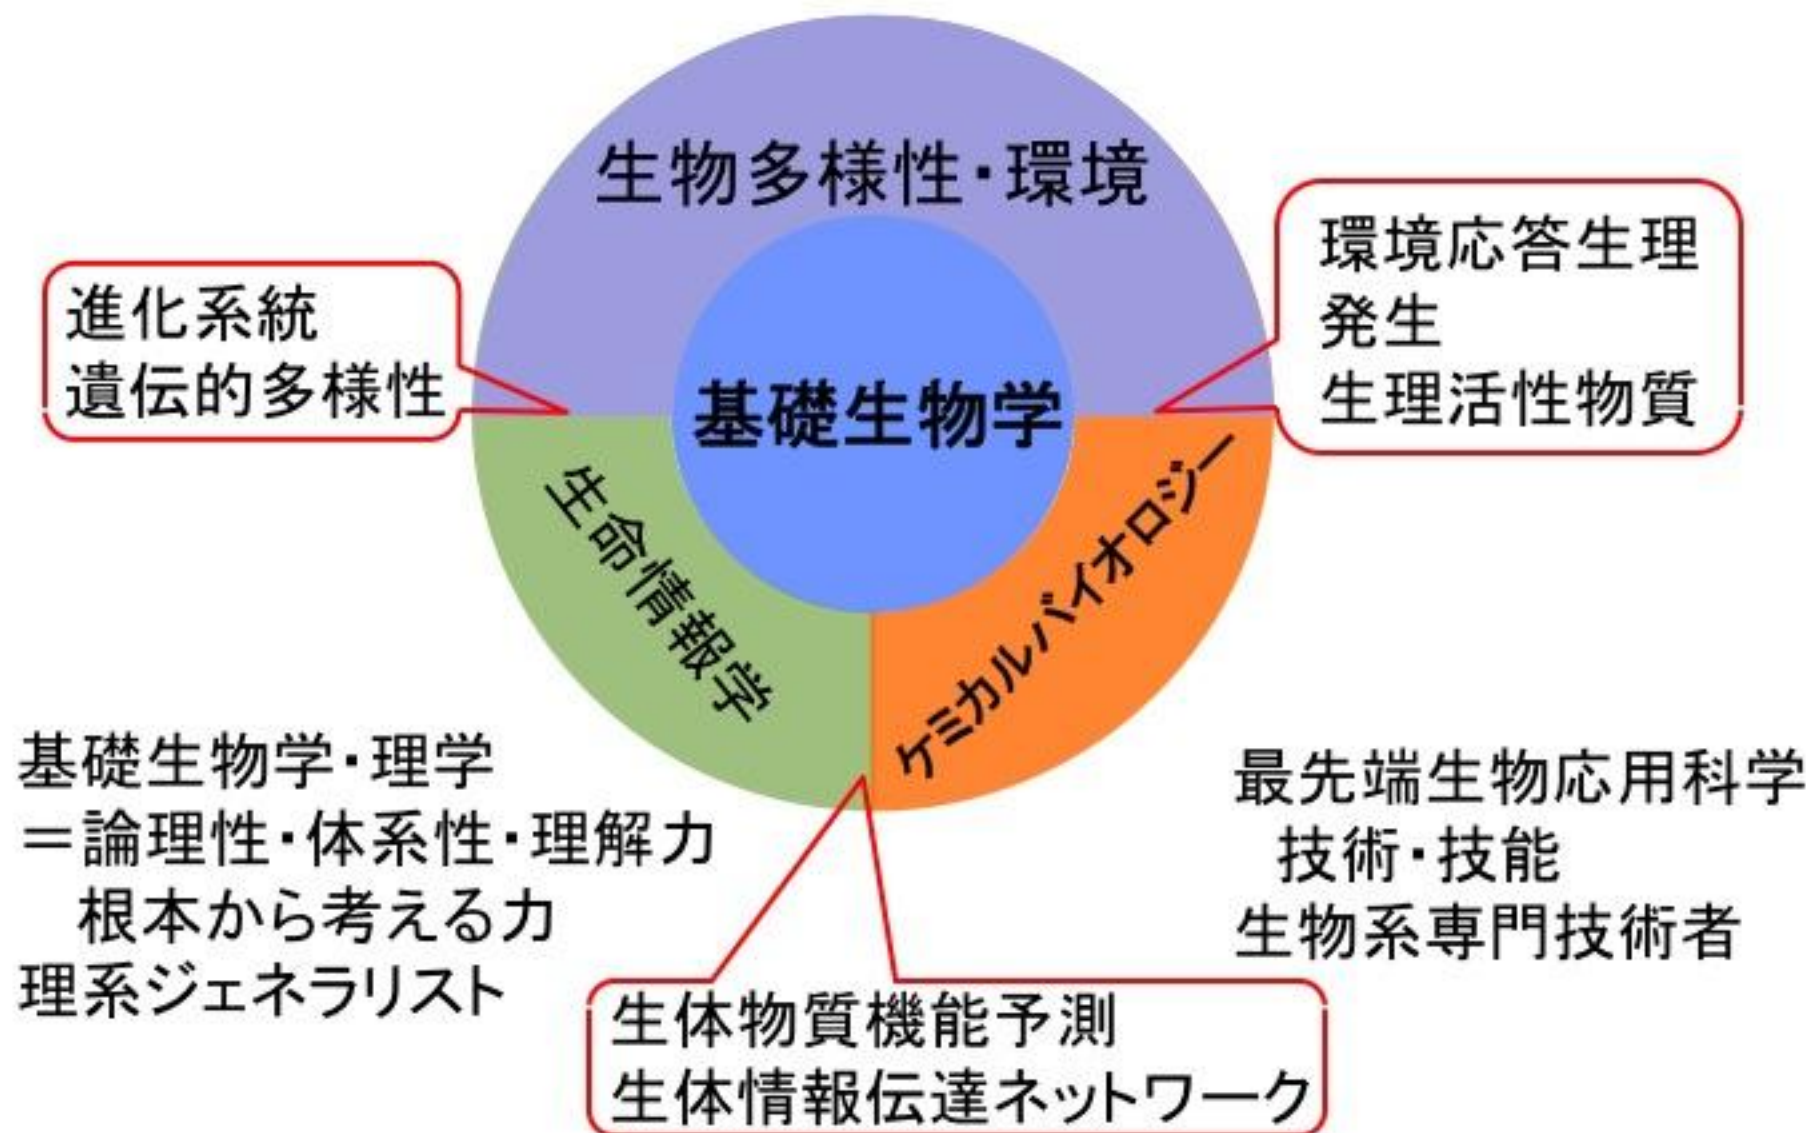 生物多様性・環境
環境応答生理
発生
生理活性物質
進化系統
遺伝的多様性
基礎生物学
生命情報学
ケミカルバイオロジー
基礎生物学・理学
＝論理性・体系性・理解力
根本から考える力
理系ジェネラリスト
最先端生物応用科学
技術・技能
生物系専門技術者
生体物質機能予測
生体情報伝達ネットワーク